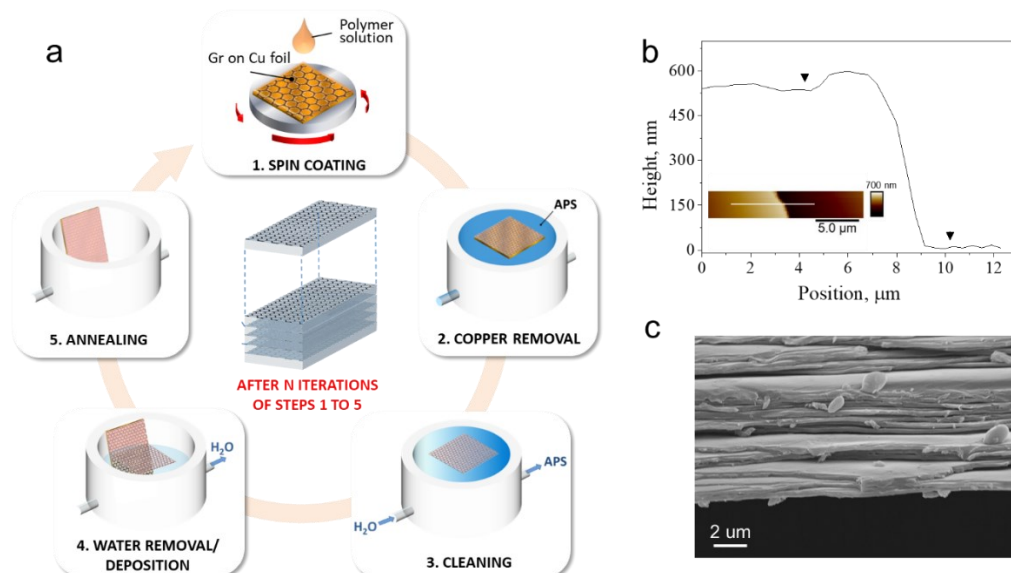 a
Polymer
solution
Gr on Cu foil
1. SPIN COATING
APS
2. COPPER REMOVAL
H₂O
APS
3. CLEANING
H₂O
4. WATER REMOVAL/
DEPOSITION
5. ANNEALING
AFTER N ITERATIONS
OF STEPS 1 TO 5
b
Height, nm
600
450
300
150
0
700 nm
5.0 µm
0 2 4 6 8 10 12
Position, µm
c
2 um